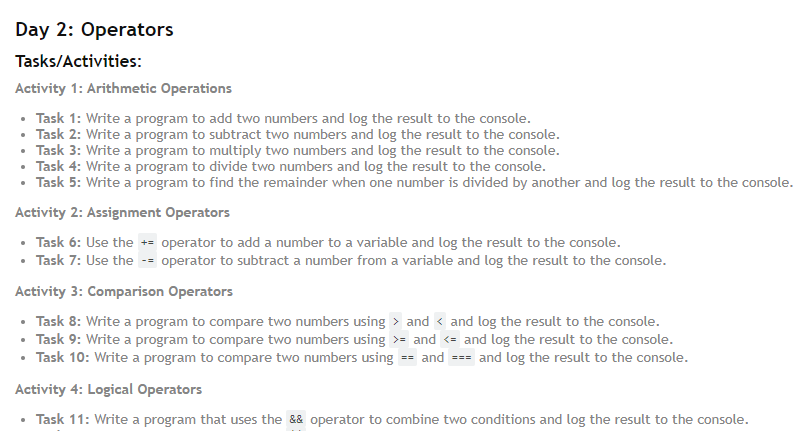 Day 2: Operators
Tasks/Activities:
Activity 1: Arithmetic Operations
• Task 1: Write a program to add two numbers and log the result to the console.
• Task 2: Write a program to subtract two numbers and log the result to the console.
• Task 3: Write a program to multiply two numbers and log the result to the console.
• Task 4: Write a program to divide two numbers and log the result to the console.
• Task 5: Write a program to find the remainder when one number is divided by another and log the result to the console.
Activity 2: Assignment Operators
• Task 6: Use the += operator to add a number to a variable and log the result to the console.
• Task 7: Use the -= operator to subtract a number from a variable and log the result to the console.
Activity 3: Comparison Operators
• Task 8: Write a program to compare two numbers using > and < and log the result to the console.
• Task 9: Write a program to compare two numbers using >= and <= and log the result to the console.
• Task 10: Write a program to compare two numbers using == and === and log the result to the console.
Activity 4: Logical Operators
• Task 11: Write a program that uses the && operator to combine two conditions and log the result to the console.